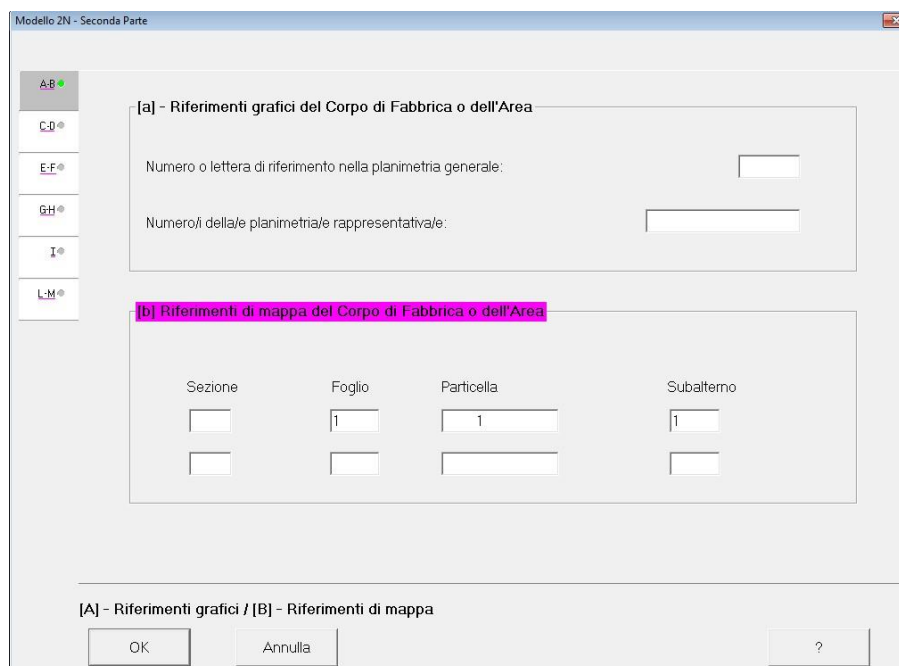 Modello 2N - Seconda Parte
A-B
C-D
E-F
G-H
I
L-M
[a] - Riferimenti grafici del Corpo di Fabbrica o dell'Area
Numero o lettera di riferimento nella planimetria generale:
Numero/i della/e planimetria/e rappresentativa/e:
[b] Riferimenti di mappa del Corpo di Fabbrica o dell'Area
Sezione Foglio Particella Subalterno
1 1 1
[A] - Riferimenti grafici / [B] - Riferimenti di mappa
OK Annulla ?